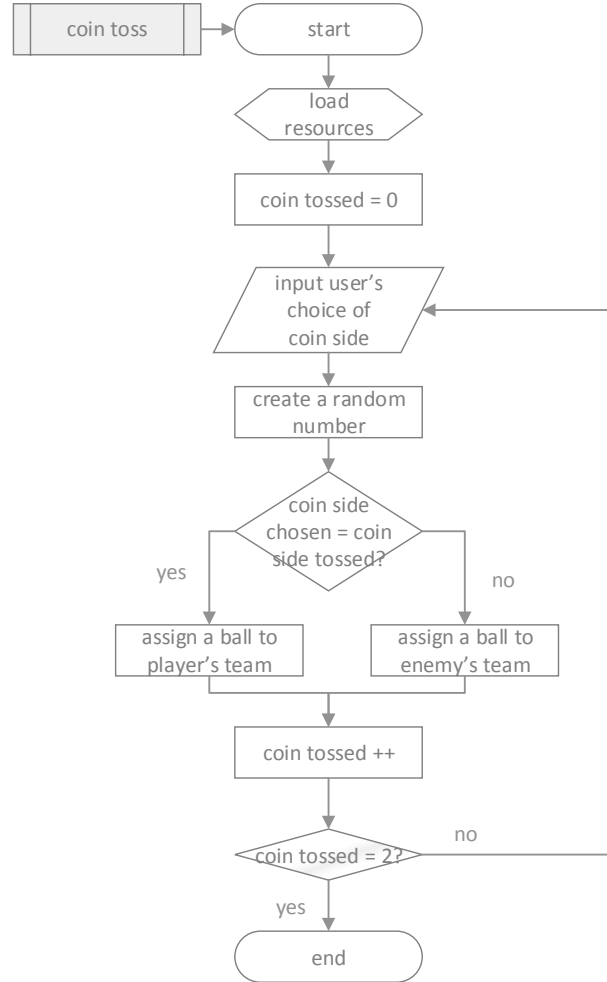 coin toss
start
load
resources
coin tossed = 0
input user’s
choice of
coin side
create a random
number
coin side
chosen = coin
side tossed?
yes
no
assign a ball to
player’s team
assign a ball to
enemy’s team
coin tossed ++
coin tossed = 2?
no
yes
end